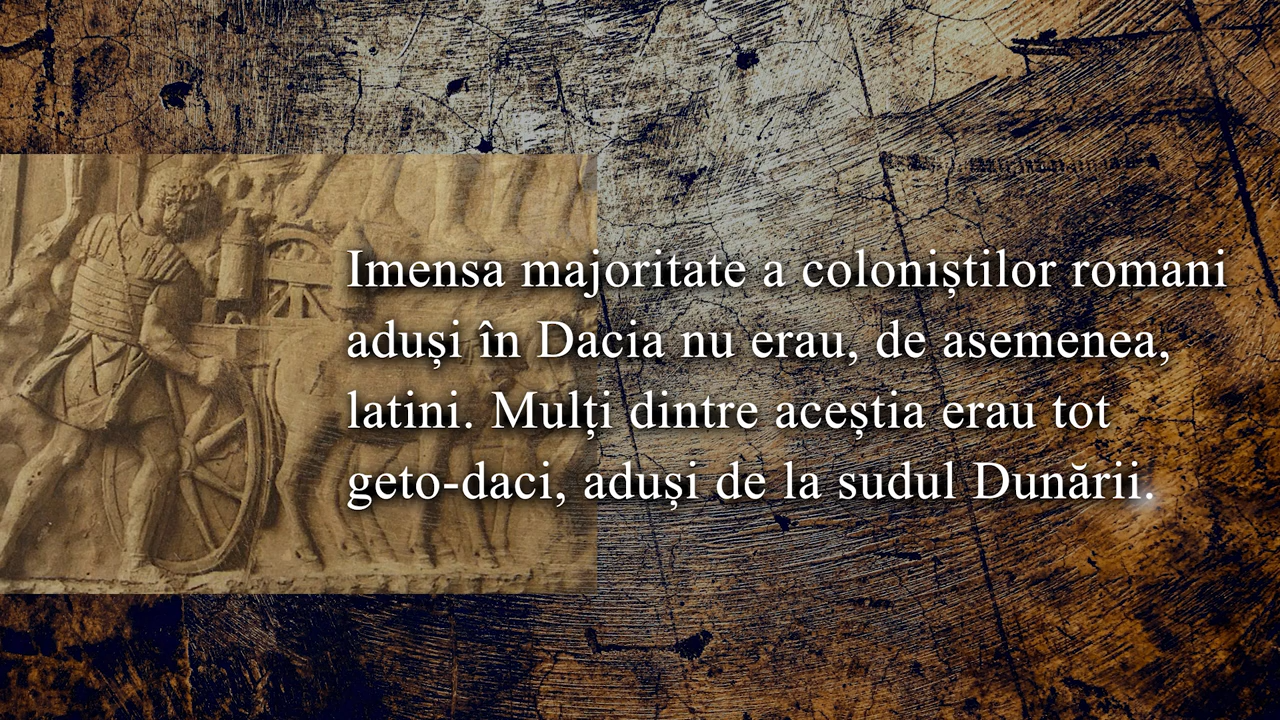 Imensa majoritate a coloniștilor romani
aduși în Dacia nu erau, de asemenea,
latini. Mulți dintre aceștia erau tot
geto-daci, aduși de la sudul Dunării.